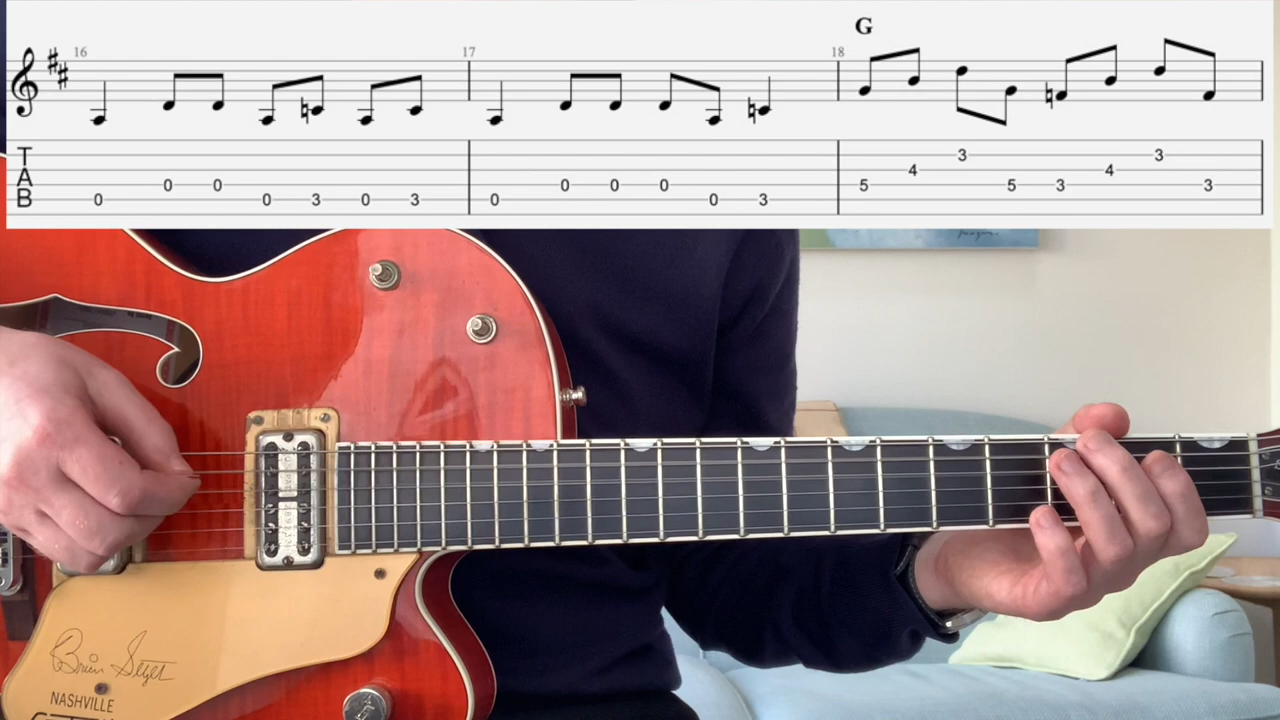 16 17 18
G
T
A
B
3 3
4 4
0 0 0 0 0 5 5 3 3
0 0 3 0 3 0 0 3
Brian Setzer
NASHVILLE